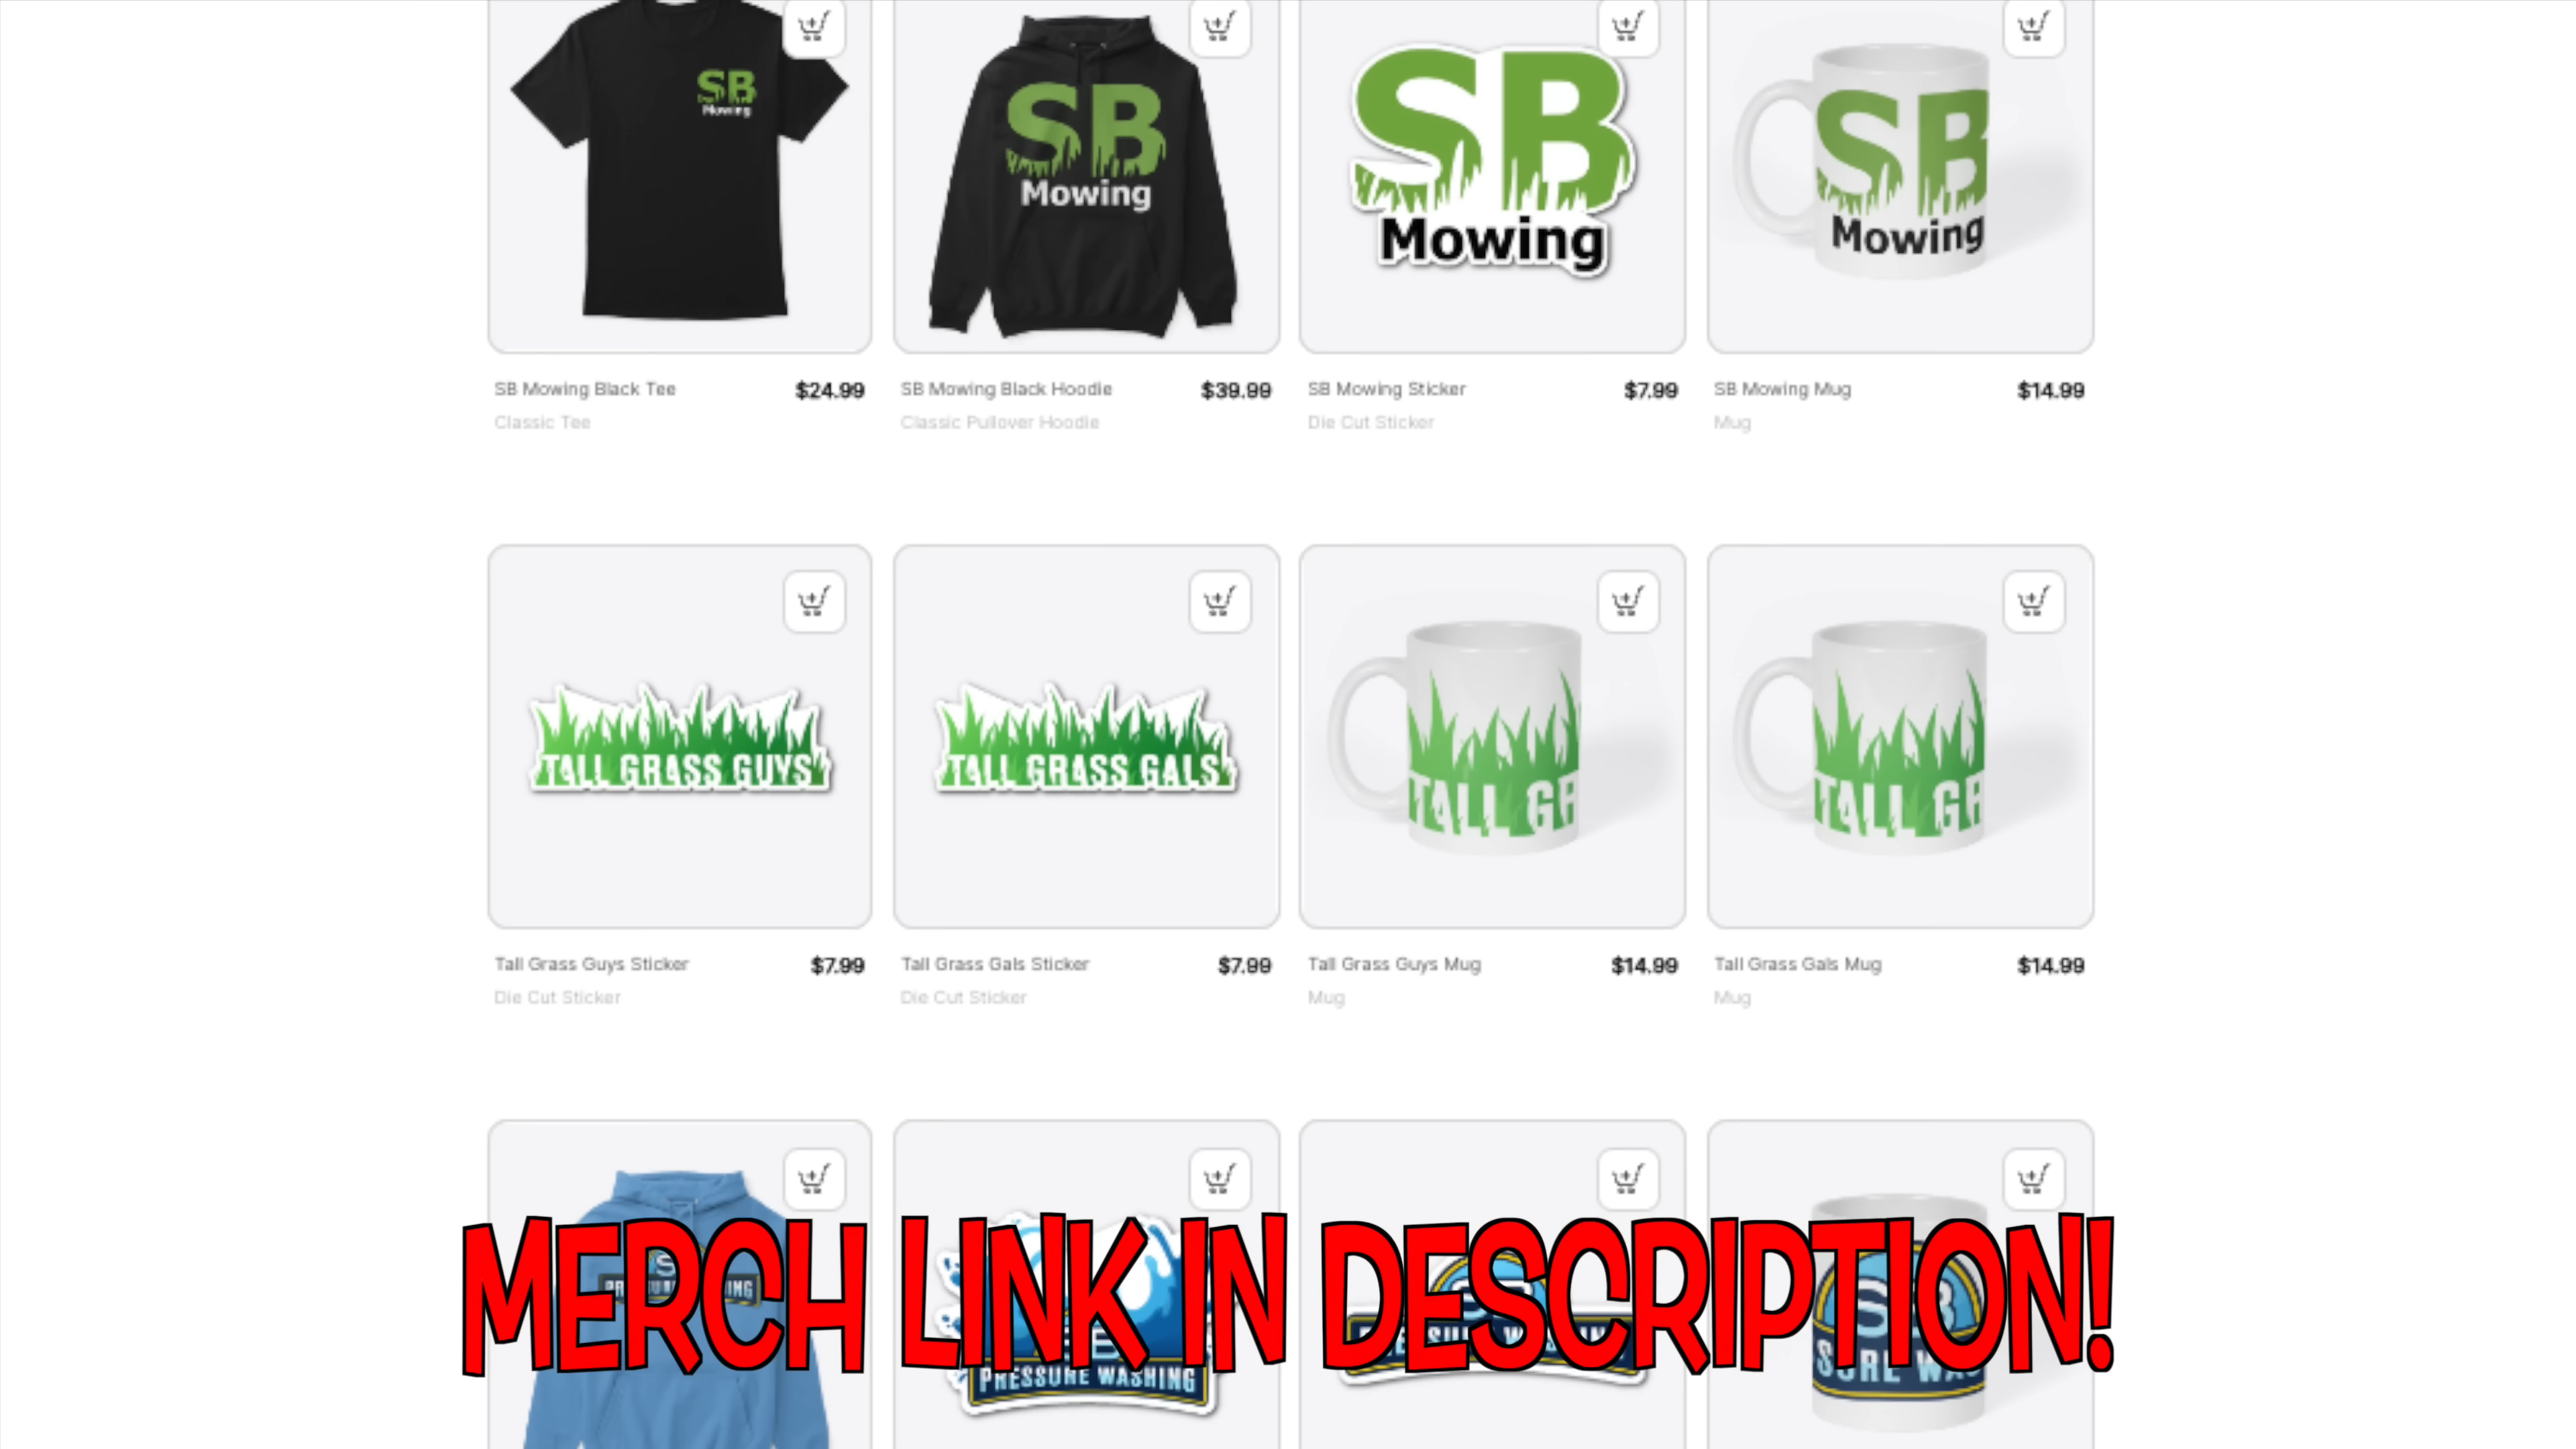 SB
Mowing
SB
Mowing
SB
Mowing
SB
Mowing
SB Mowing Black Tee $24.99
Classic Tee
SB Mowing Black Hoodie $39.99
Classic Pullover Hoodie
SB Mowing Sticker $7.99
Die Cut Sticker
SB Mowing Mug $14.99
Mug
TALL GRASS GUYS
TALL GRASS GALS
TALL GR
TALL GR
Tall Grass Guys Sticker $7.99
Die Cut Sticker
Tall Grass Gals Sticker $7.99
Die Cut Sticker
Tall Grass Guys Mug $14.99
Mug
Tall Grass Gals Mug $14.99
Mug
MERCH LINK IN DESCRIPTION!
PRESSURE WASHING